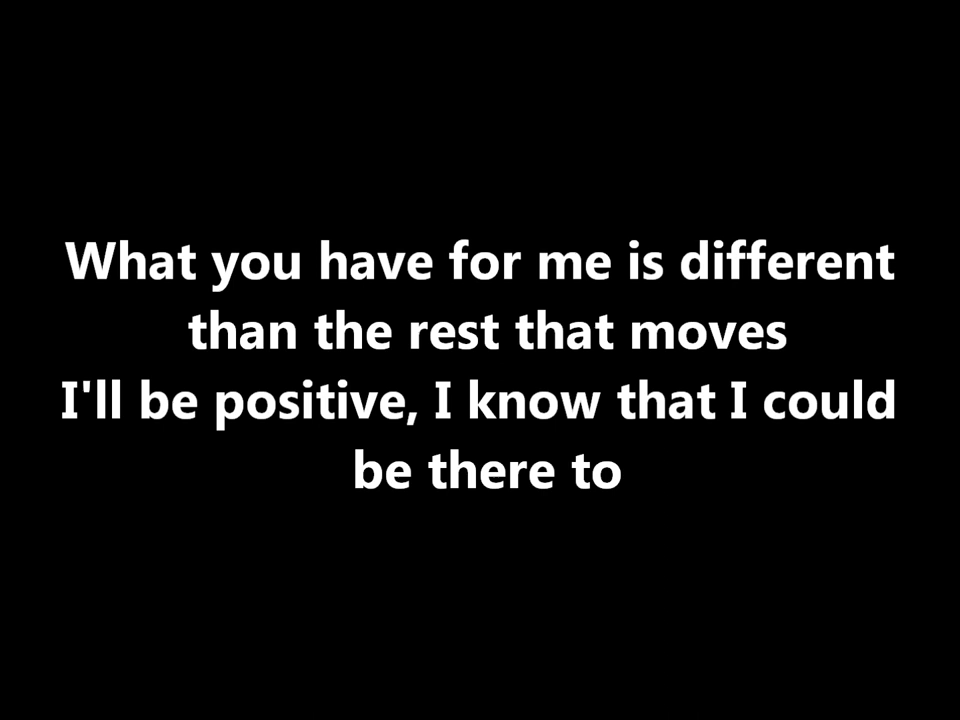 What you have for me is different
than the rest that moves
I'll be positive, I know that I could
be there to